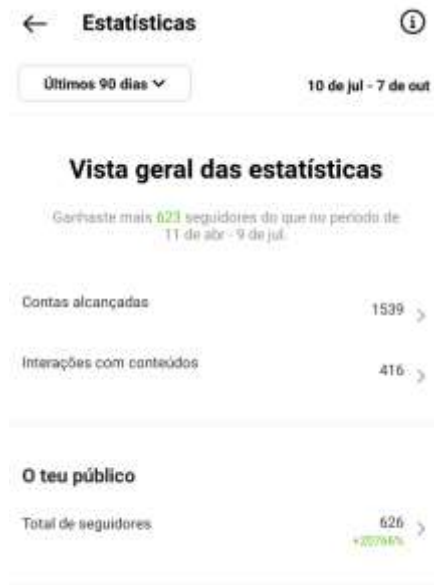 Estatísticas
Últimos 90 dias
10 de jul - 7 de out
Vista geral das estatísticas
Ganhaste mais 623 seguidores do que no período de
11 de abr - 9 de jul.
Contas alcançadas
1539
Interações com conteúdos
416
O teu público
Total de seguidores
626
+20766%